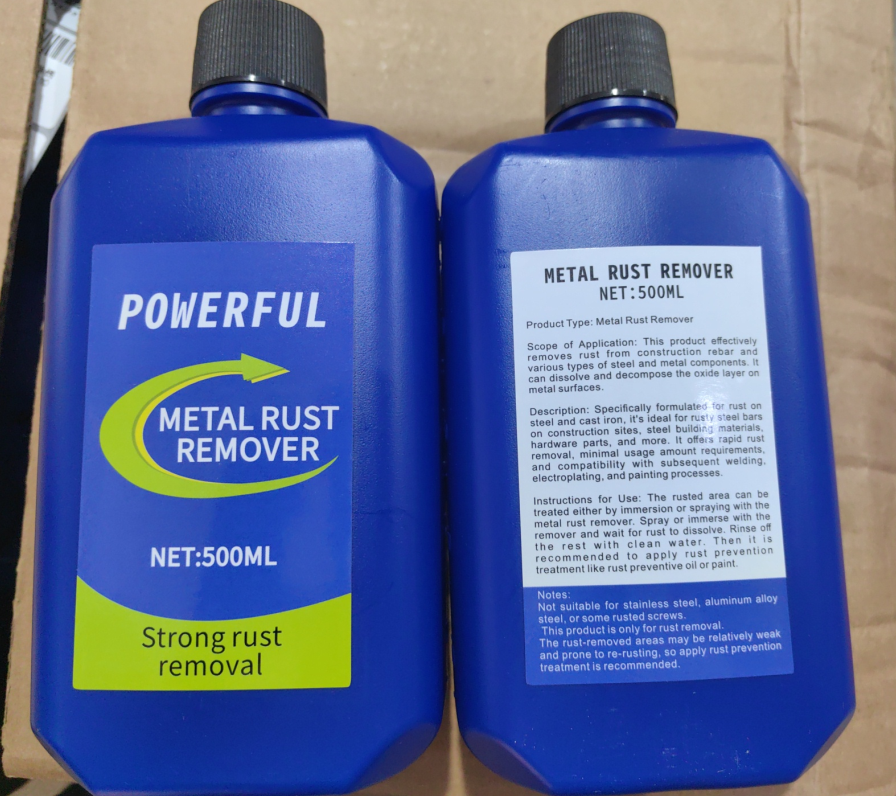 POWERFUL
METAL RUST
REMOVER
NET:500ML
Strong rust
removal
METAL RUST REMOVER
NET:500ML
Product Type: Metal Rust Remover
Scope of Application: This product effectively
removes rust from construction rebar and
various types of steel and metal components. It
can dissolve and decompose the oxide layer on
metal surfaces.
Description: Specifically formulated for rust on
steel and cast iron, it's ideal for rusty steel bars
on construction sites, steel building materials,
hardware parts, and more. It offers rapid rust
removal, minimal usage amount requirements,
and compatibility with subsequent welding,
electroplating, and painting processes.
Instructions for Use: The rusted area can be
treated either by immersion or spraying with the
metal rust remover. Spray or immerse with the
remover and wait for rust to dissolve. Rinse off
the rest with clean water. Then it is
recommended to apply rust prevention
treatment like rust preventive oil or paint.
Notes:
Not suitable for stainless steel, aluminum alloy
steel, or some rusted screws.
This product is only for rust removal.
The rust-removed areas may be relatively weak
and prone to re-rusting, so apply rust prevention
treatment is recommended.